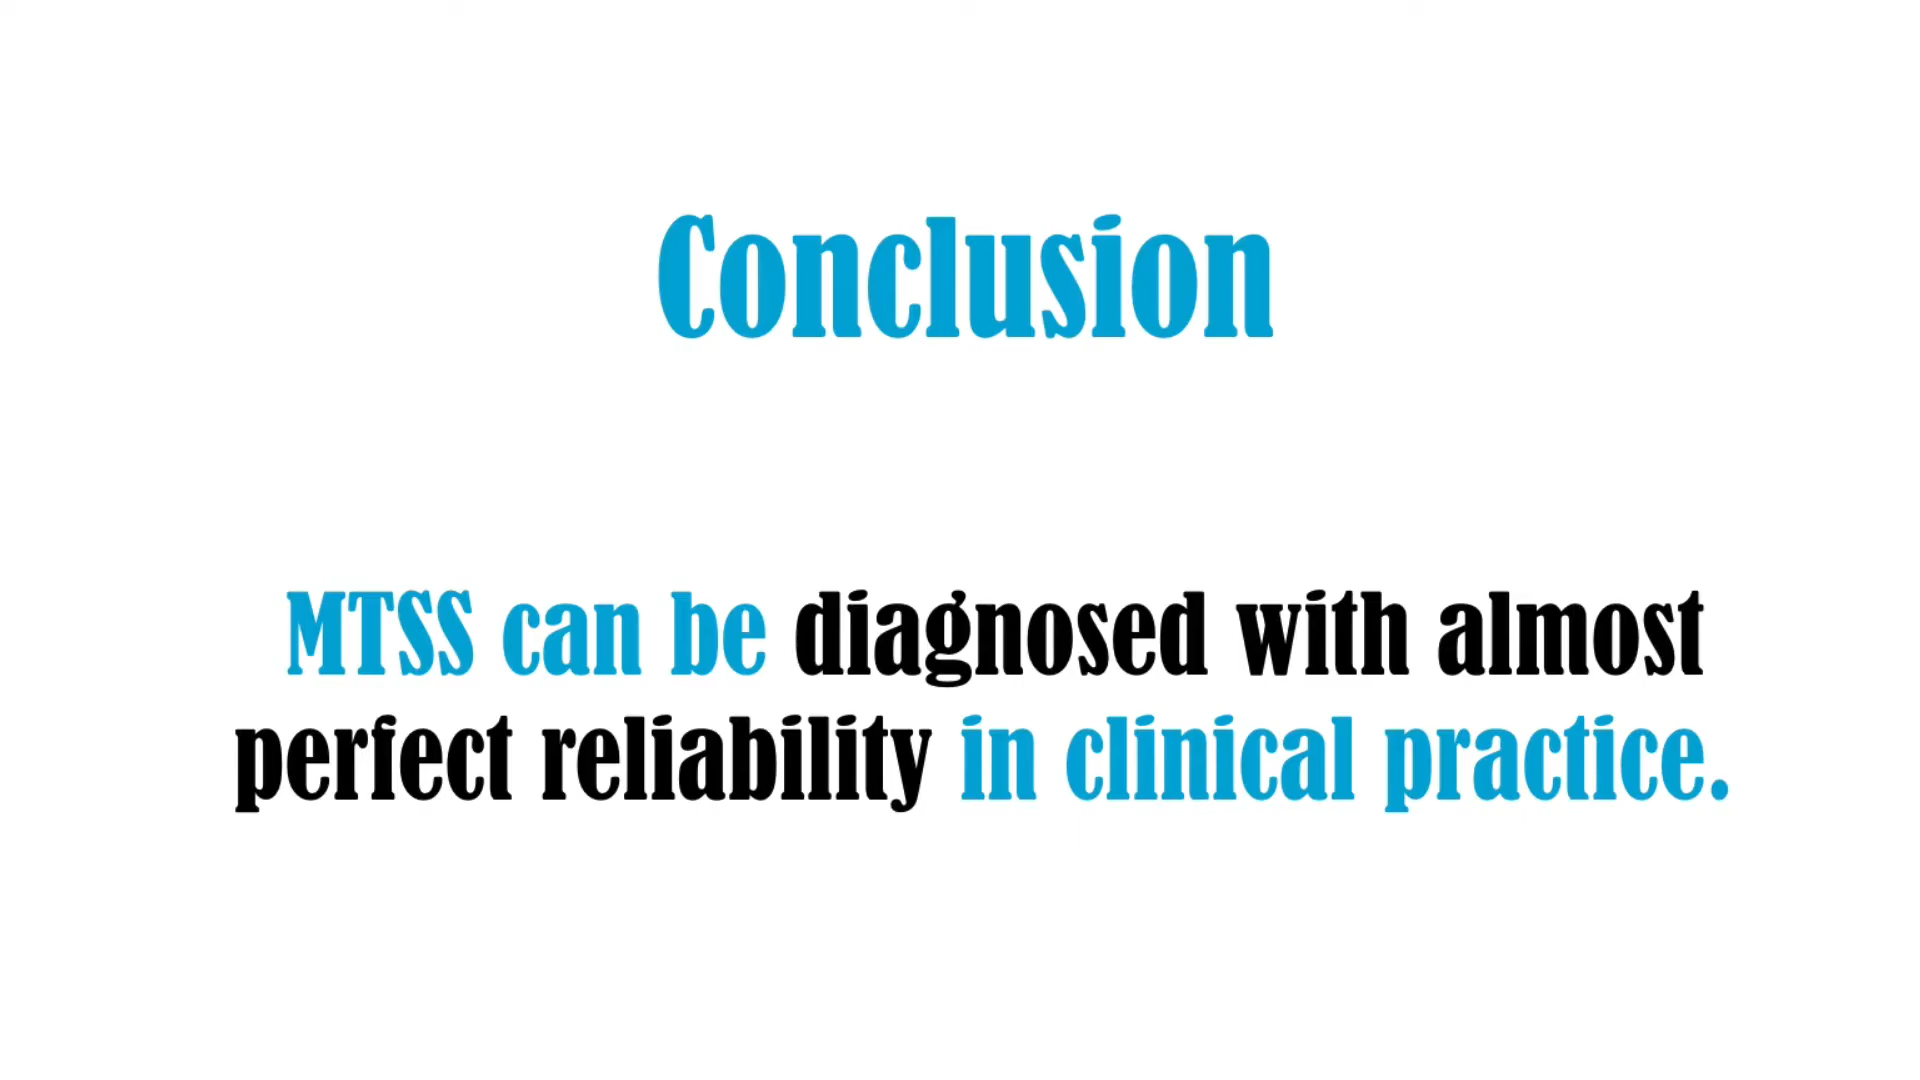 Conclusion
MTSS can be diagnosed with almost
perfect reliability in clinical practice.